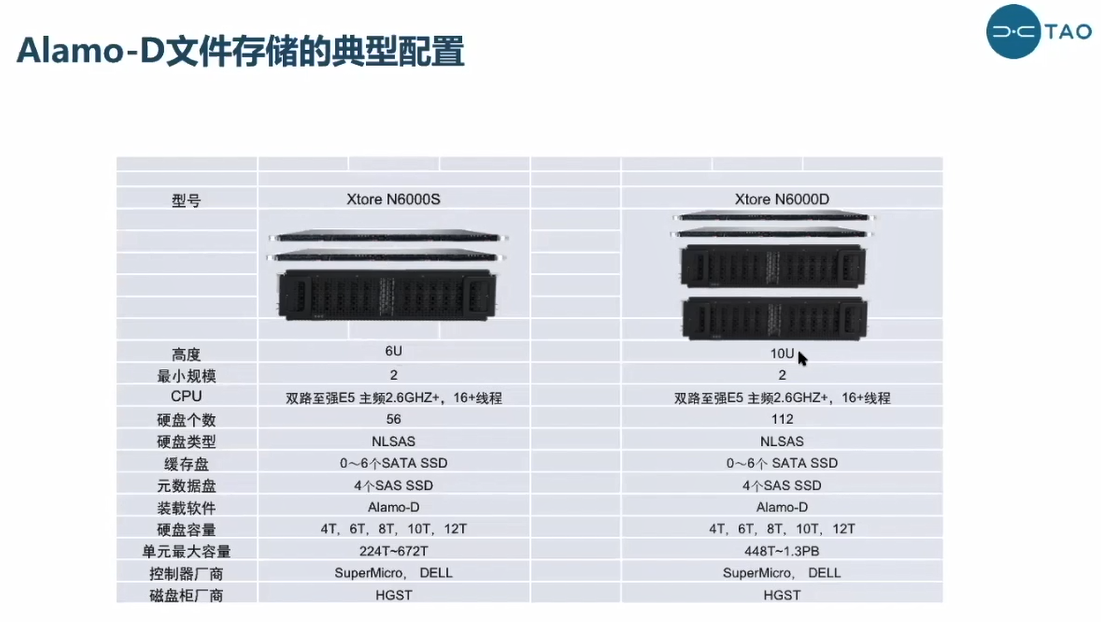 Alamo-D文件存储的典型配置
TAO
型号 Xtore N6000S Xtore N6000D
高度 6U 10U
最小规模 2 2
CPU 双路至强E5 主频2.6GHZ+，16+线程 双路至强E5 主频2.6GHZ+，16+线程
硬盘个数 56 112
硬盘类型 NLSAS NLSAS
缓存盘 0～6个SATA SSD 0～6个 SATA SSD
元数据盘 4个SAS SSD 4个SAS SSD
装载软件 Alamo-D Alamo-D
硬盘容量 4T，6T，8T，10T，12T 4T，6T，8T，10T，12T
单元最大容量 224T~672T 448T~1.3PB
控制器厂商 SuperMicro， DELL SuperMicro， DELL
磁盘柜厂商 HGST HGST